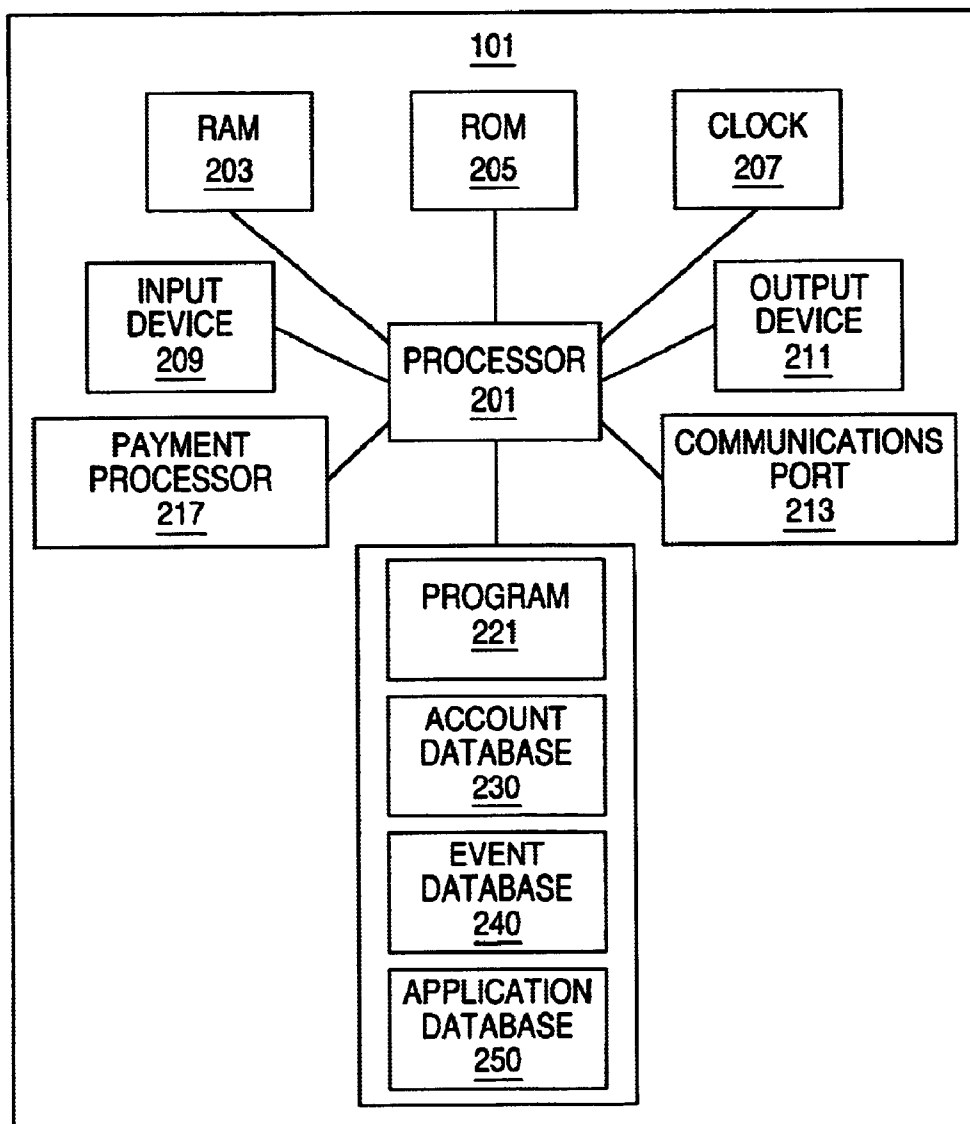 101
RAM
203
ROM
205
CLOCK
207
INPUT
DEVICE
209
PROCESSOR
201
OUTPUT
DEVICE
211
PAYMENT
PROCESSOR
217
COMMUNICATIONS
PORT
213
PROGRAM
221
ACCOUNT
DATABASE
230
EVENT
DATABASE
240
APPLICATION
DATABASE
250